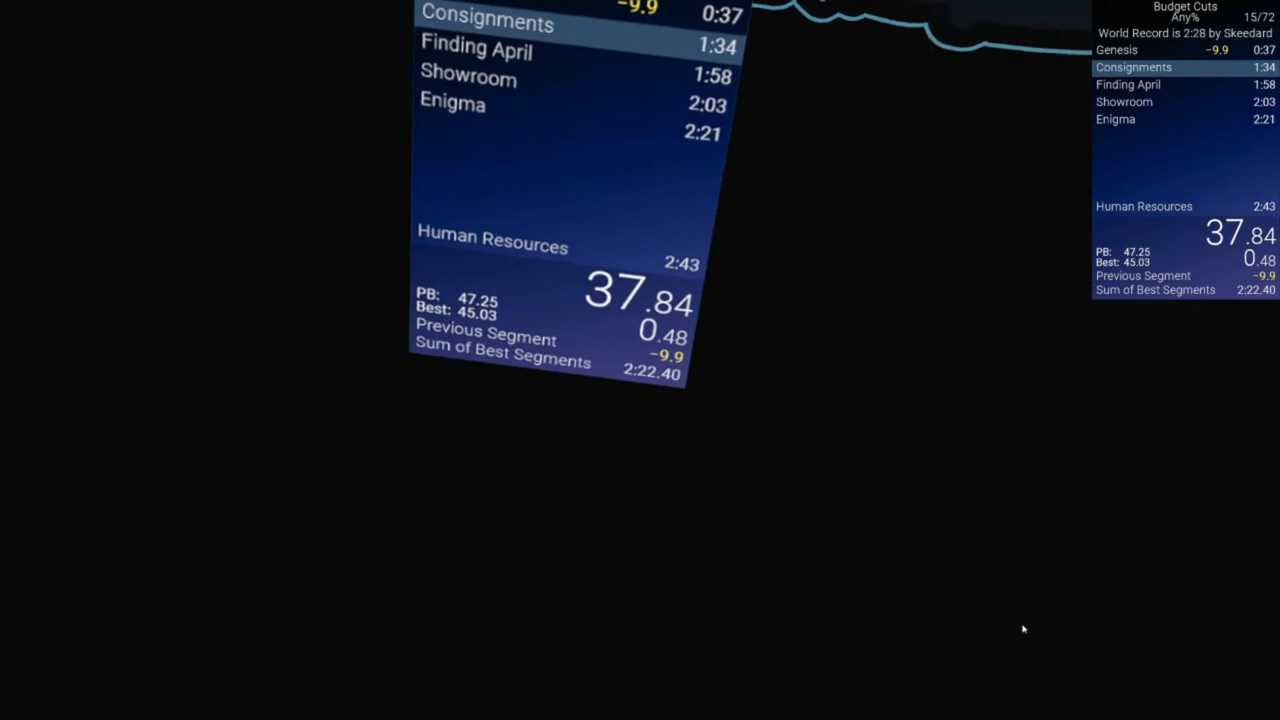 -9.9 0:37
Consignments 1:34
Finding April 1:58
Showroom 2:03
Enigma
2:21
Human Resources 2:43
37.84
PB: 47.25
Best: 45.03 0.48
Previous Segment -9.9
Sum of Best Segments 2:22.40
Budget Cuts
Any% 15/72
World Record is 2:28 by Skeedard
Genesis -9.9 0:37
Consignments 1:34
Finding April 1:58
Showroom 2:03
Enigma 2:21
Human Resources 2:43
37.84
PB: 47.25
Best: 45.03 0.48
Previous Segment -9.9
Sum of Best Segments 2:22.40